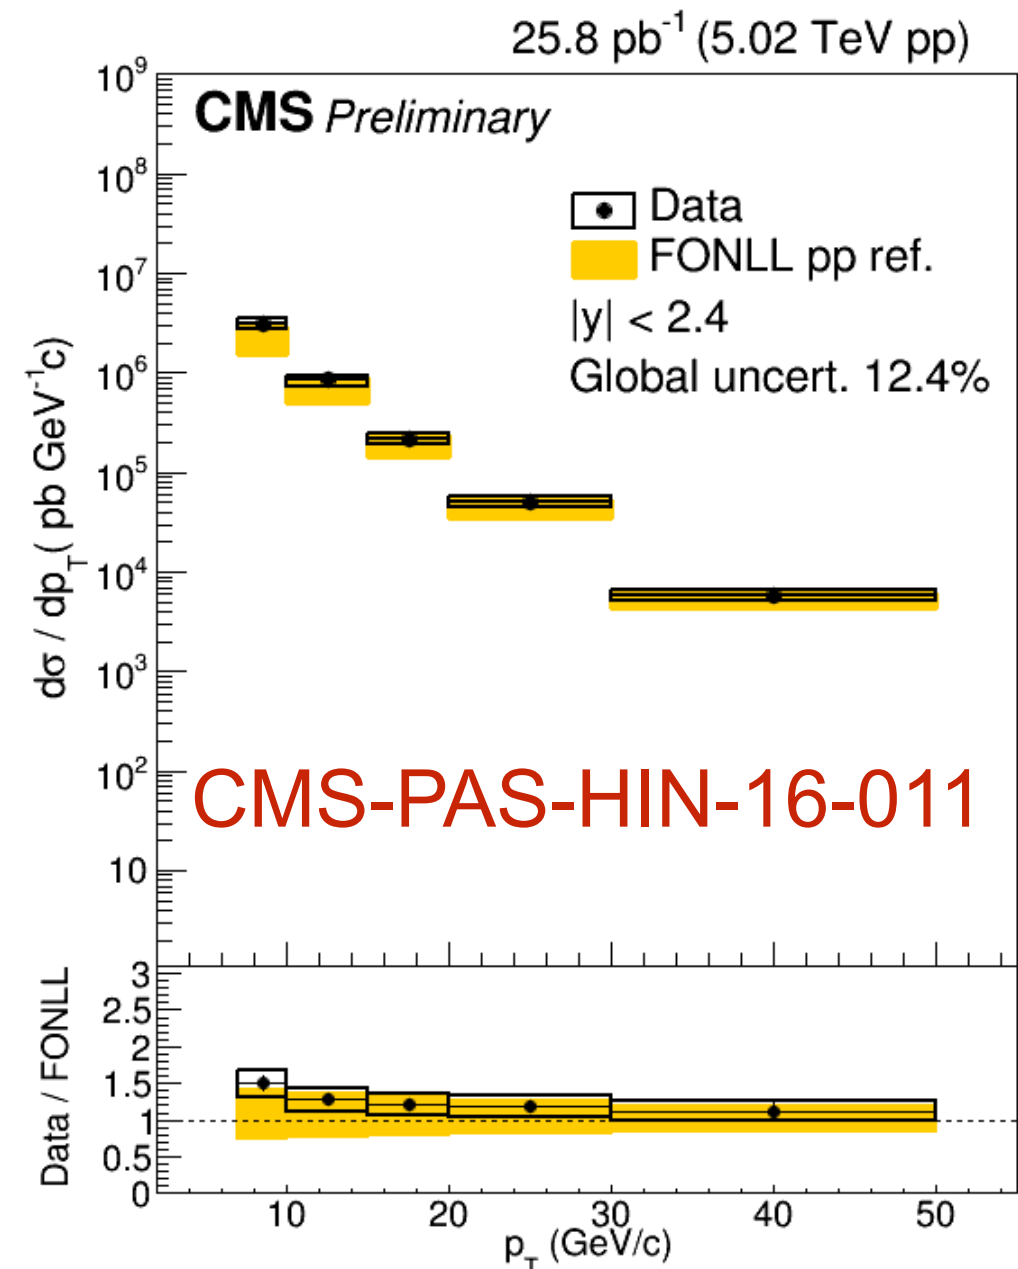 25.8 pb⁻¹ (5.02 TeV pp)
CMS Preliminary
Data
FONLL pp ref.
|y| < 2.4
Global uncert. 12.4%
dσ / dp_T( pb GeV⁻¹c)
10⁹
10⁸
10⁷
10⁶
10⁵
10⁴
10³
10²
10
CMS-PAS-HIN-16-011
Data / FONLL
3
2.5
2
1.5
1
0.5
0
10 20 30 40 50
p_T (GeV/c)